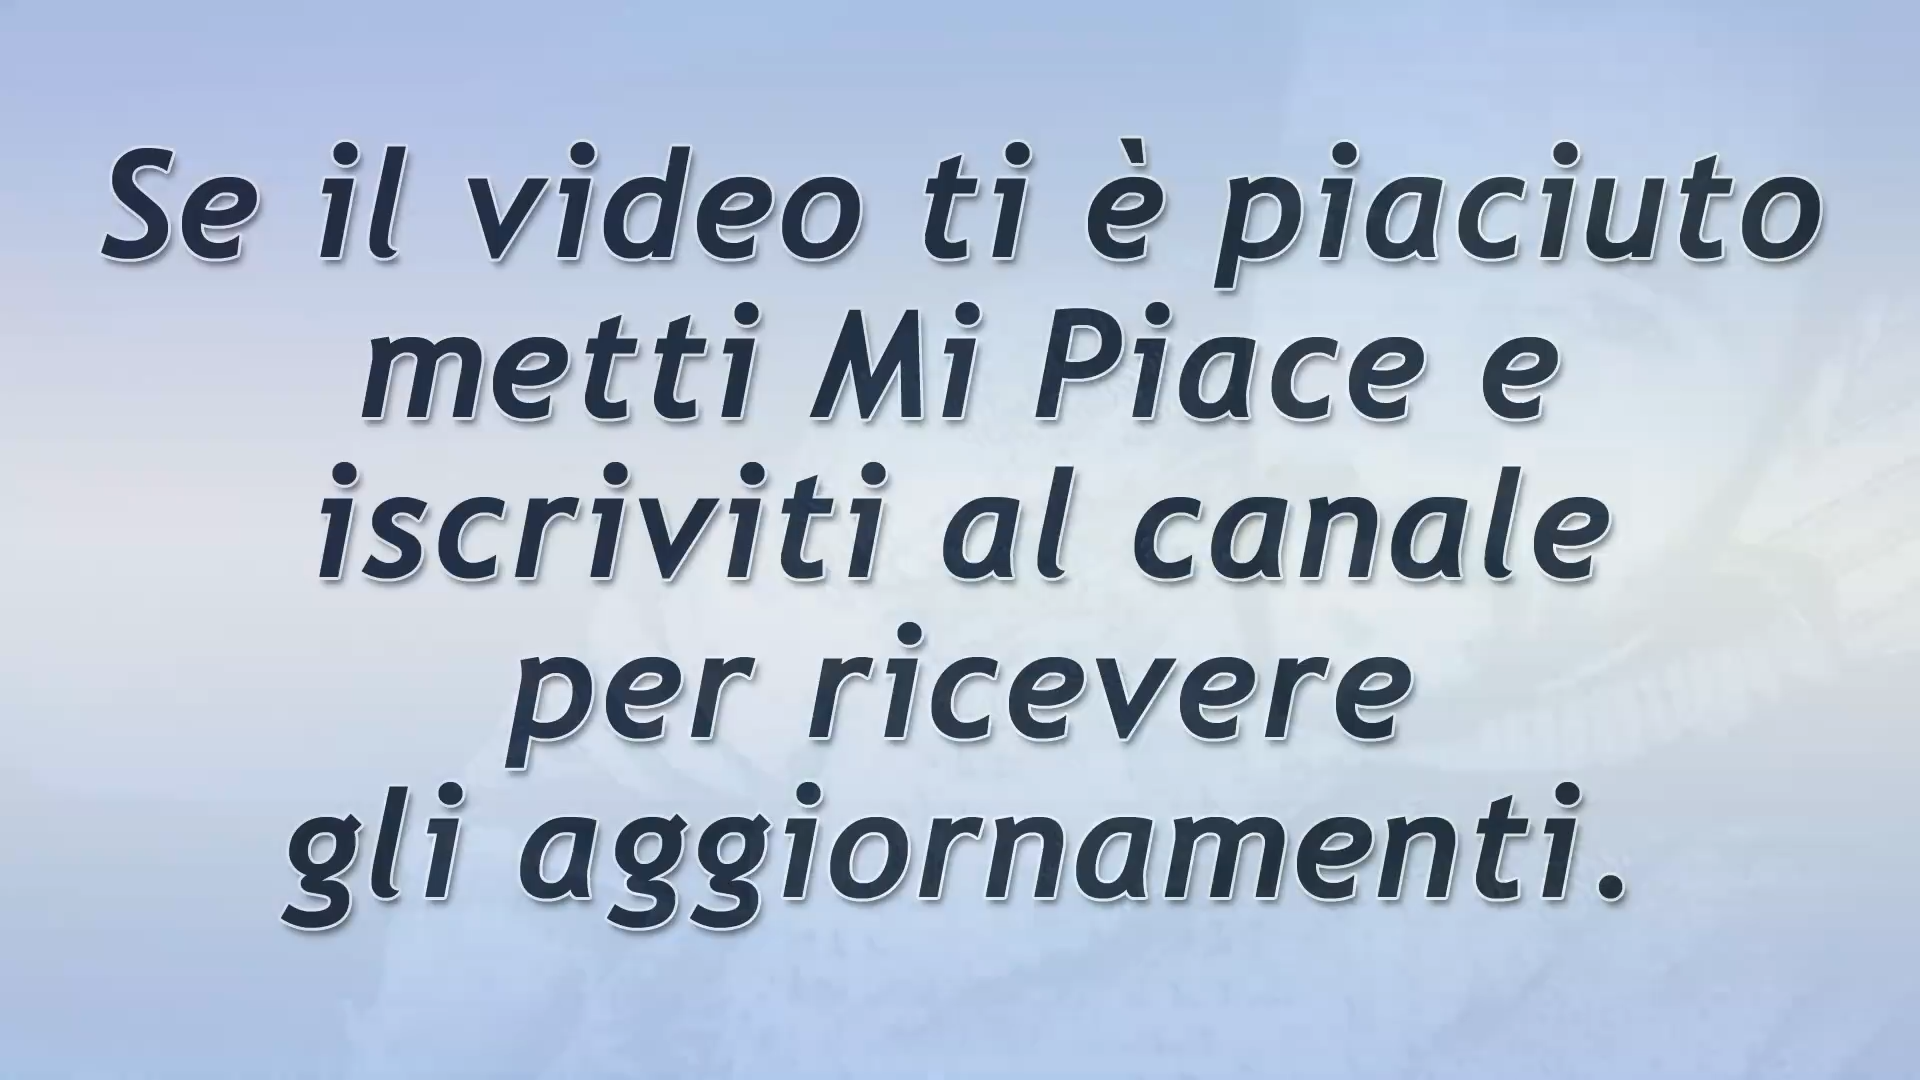 Se il video ti è piaciuto
metti Mi Piace e
iscriviti al canale
per ricevere
gli aggiornamenti.